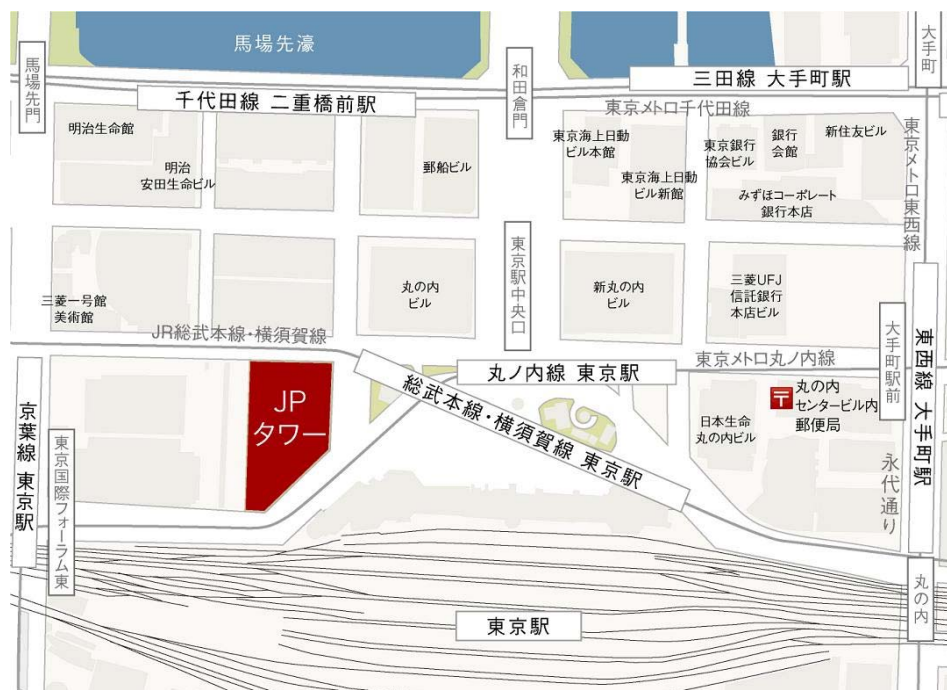 馬場先濠
大手町
馬場先門
和田倉門
三田線 大手町駅
千代田線 二重橋前駅
東京メトロ千代田線
明治生命館
明治
安田生命ビル
郵船ビル
東京海上日動
ビル本館
東京海上日動
ビル新館
東京銀行
協会ビル
銀行
会館
新住友ビル
みずほコーポレート
銀行本店
東京メトロ東西線
東京駅中央口
三菱一号館
美術館
丸の内
ビル
新丸の内
ビル
三菱UFJ
信託銀行
本店ビル
JR総武本線・横須賀線
東京メトロ丸ノ内線
大手町駅前
東西線 大手町駅
丸ノ内線 東京駅
総武本線・横須賀線 東京駅
JP
タワー
京葉線 東京駅
東京国際フォーラム東
日本生命
丸の内ビル
〒
丸の内
センタービル内
郵便局
永代通り
丸の内
東京駅